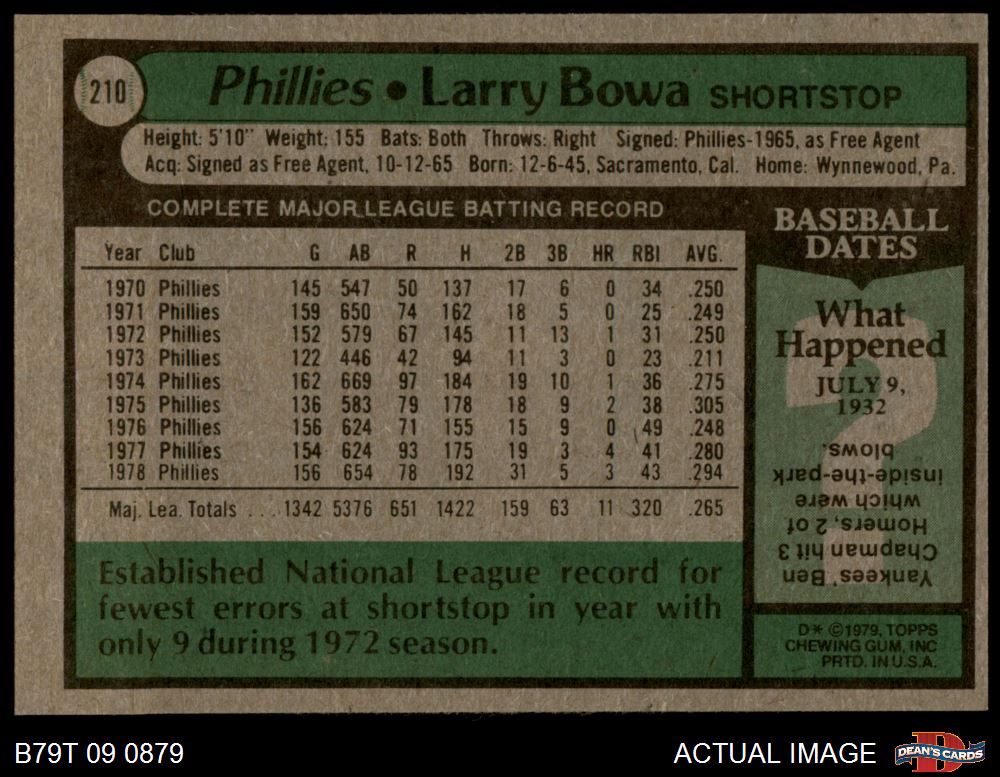 210
Phillies • Larry Bowa SHORTSTOP
Height: 5'10" Weight: 155 Bats: Both Throws: Right Signed: Phillies-1965, as Free Agent
Acq: Signed as Free Agent, 10-12-65 Born: 12-6-45, Sacramento, Cal. Home: Wynnewood, Pa.
COMPLETE MAJOR LEAGUE BATTING RECORD
Year Club G AB R H 2B 3B HR RBI AVG.
1970 Phillies 145 547 50 137 17 6 0 34 .250
1971 Phillies 159 650 74 162 18 5 0 25 .249
1972 Phillies 152 579 67 145 11 13 1 31 .250
1973 Phillies 122 446 42 94 11 3 0 23 .211
1974 Phillies 162 669 97 184 19 10 1 36 .275
1975 Phillies 136 583 79 178 18 9 2 38 .305
1976 Phillies 156 624 71 155 15 9 0 49 .248
1977 Phillies 154 624 93 175 19 3 4 41 .280
1978 Phillies 156 654 78 192 31 5 3 43 .294
Maj. Lea. Totals . . . 1342 5376 651 1422 159 63 11 320 .265
Established National League record for
fewest errors at shortstop in year with
only 9 during 1972 season.
BASEBALL
DATES
What
Happened
JULY 9,
1932
?
Yankees' Ben
Chapman hit 3
Homers, 2 of
which were
inside-the-park
blows.
D* ©1979, TOPPS
CHEWING GUM, INC
PRTD. IN U.S.A.
B79T 09 0879
ACTUAL IMAGE
D
DEAN'S CARDS